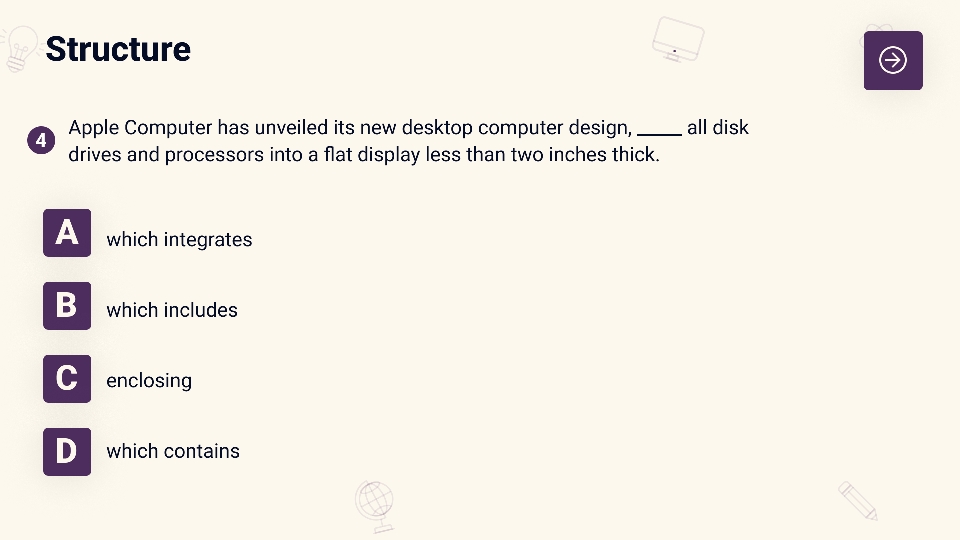 Structure
4
Apple Computer has unveiled its new desktop computer design, _____ all disk
drives and processors into a flat display less than two inches thick.
A
which integrates
B
which includes
C
enclosing
D
which contains